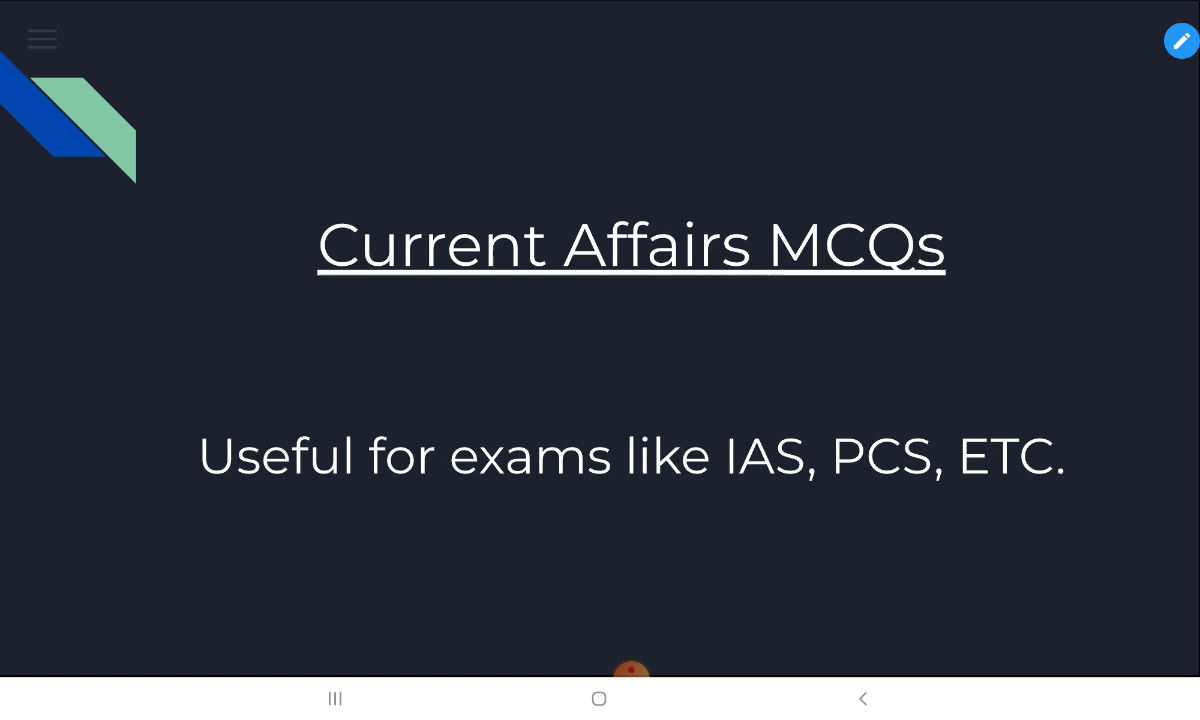 Current Affairs MCQs
Useful for exams like IAS, PCS, ETC.